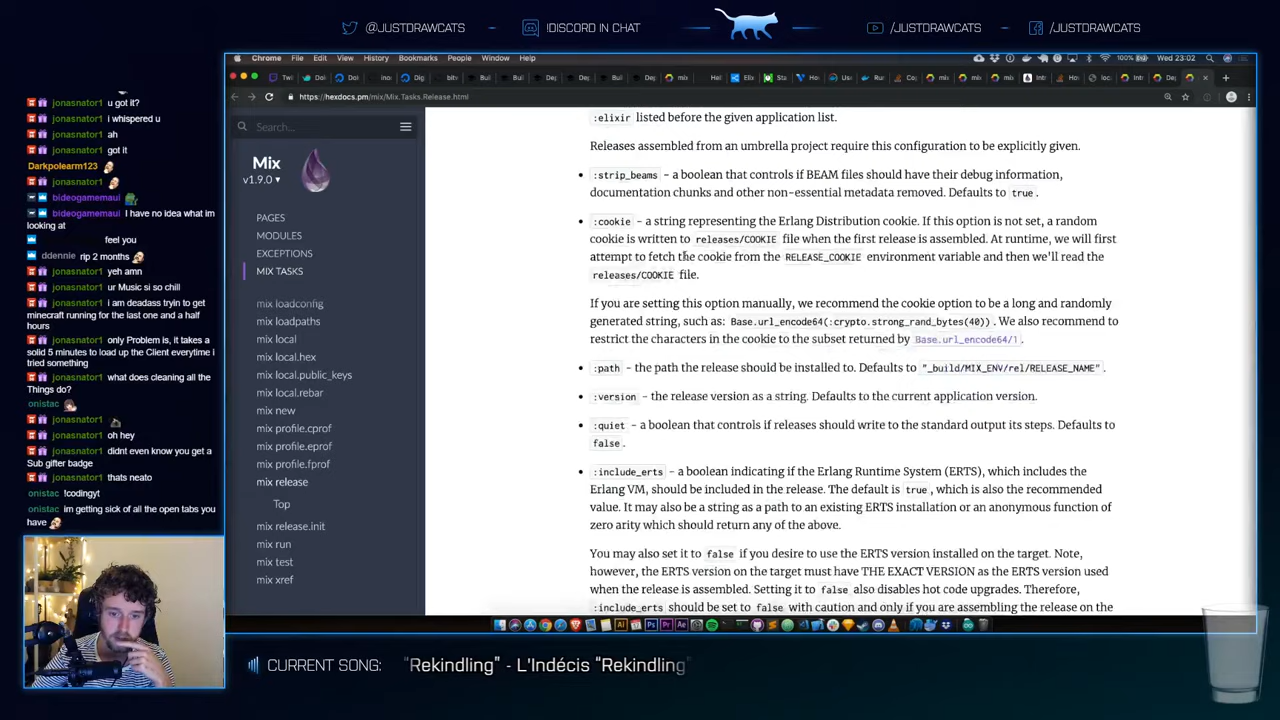 @JUSTDRAWCATS
!DISCORD IN CHAT
/JUSTDRAWCATS
/JUSTDRAWCATS
Chrome File Edit View History Bookmarks People Window Help
100% Wed 23:02
https://hexdocs.pm/mix/Mix.Tasks.Release.html
jonasnator1 u got it?
jonasnator1 i whispered u
jonasnator1 ah
jonasnator1 got it
Darkpolearm123
jonasnator1
bideogamemaui
bideogamemaui I have no idea what im
looking at
feel you
ddennie rip 2 months
jonasnator1 yeh amn
jonasnator1 ur Music si so chill
jonasnator1 i am deadass tryin to get
minecraft running for the last one and a half
hours
jonasnator1 only Problem is, it takes a
solid 5 minutes to load up the Client everytime i
tried something
jonasnator1 what does cleaning all the
Things do?
onistac
jonasnator1
jonasnator1 oh hey
jonasnator1 didnt even know you get a
Sub gifter badge
jonasnator1 thats neato
onistac !codingyt
onistac im getting sick of all the open tabs you
have
Search...
Mix
v1.9.0
PAGES
MODULES
EXCEPTIONS
MIX TASKS
mix loadconfig
mix loadpaths
mix local
mix local.hex
mix local.public_keys
mix local.rebar
mix new
mix profile.cprof
mix profile.eprof
mix profile.fprof
mix release
Top
mix release.init
mix run
mix test
mix xref
:elixir listed before the given application list.
Releases assembled from an umbrella project require this configuration to be explicitly given.
• :strip_beams - a boolean that controls if BEAM files should have their debug information,
documentation chunks and other non-essential metadata removed. Defaults to true.
• :cookie - a string representing the Erlang Distribution cookie. If this option is not set, a random
cookie is written to releases/COOKIE file when the first release is assembled. At runtime, we will first
attempt to fetch the cookie from the RELEASE_COOKIE environment variable and then we'll read the
releases/COOKIE file.
If you are setting this option manually, we recommend the cookie option to be a long and randomly
generated string, such as: Base.url_encode64(:crypto.strong_rand_bytes(40)). We also recommend to
restrict the characters in the cookie to the subset returned by Base.url_encode64/1.
• :path - the path the release should be installed to. Defaults to "_build/MIX_ENV/rel/RELEASE_NAME".
• :version - the release version as a string. Defaults to the current application version.
• :quiet - a boolean that controls if releases should write to the standard output its steps. Defaults to
false.
• :include_erts - a boolean indicating if the Erlang Runtime System (ERTS), which includes the
Erlang VM, should be included in the release. The default is true, which is also the recommended
value. It may also be a string as a path to an existing ERTS installation or an anonymous function of
zero arity which should return any of the above.
You may also set it to false if you desire to use the ERTS version installed on the target. Note,
however, the ERTS version on the target must have THE EXACT VERSION as the ERTS version used
when the release is assembled. Setting it to false also disables hot code upgrades. Therefore,
:include_erts should be set to false with caution and only if you are assembling the release on the
CURRENT SONG: "Rekindling" - L'Indécis "Rekindling"